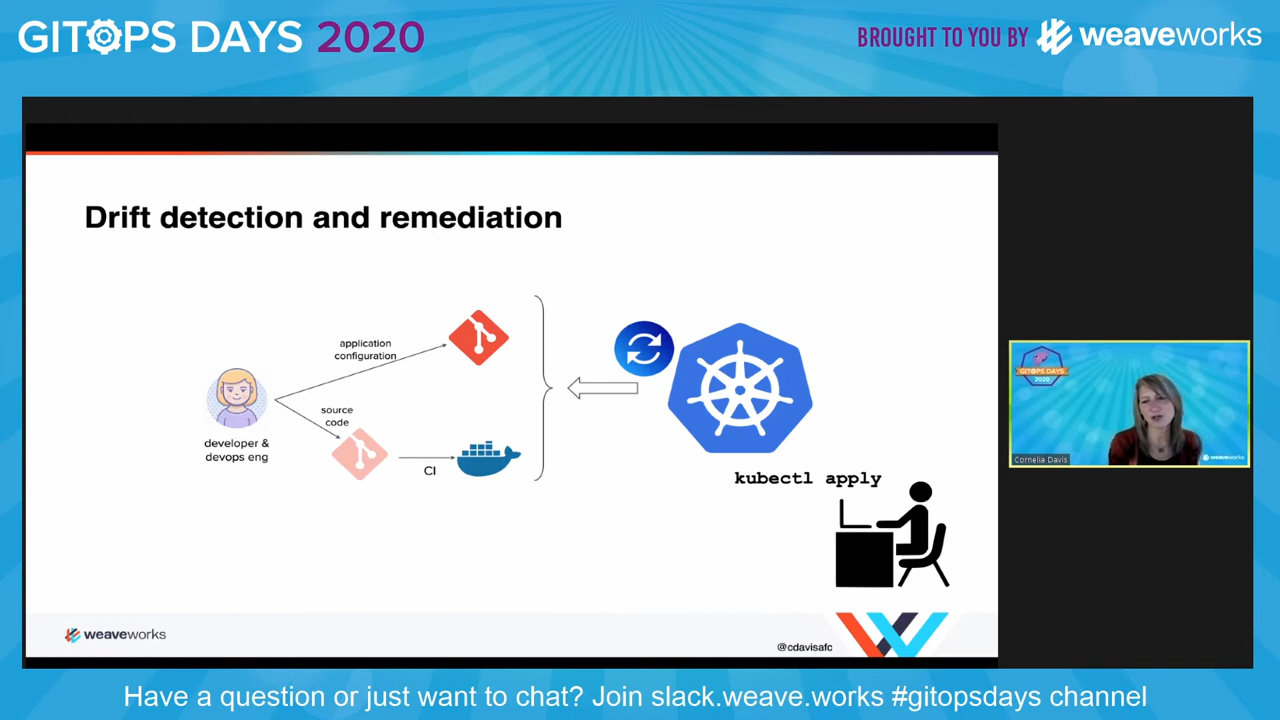 GITOPS DAYS 2020
BROUGHT TO YOU BY weaveworks
Drift detection and remediation
application
configuration
source
code
developer &
devops eng
CI
kubectl apply
weaveworks
@cdavisafc
GITOPS DAYS
2020
Cornelia Davis
weaveworks
Have a question or just want to chat? Join slack.weave.works #gitopsdays channel